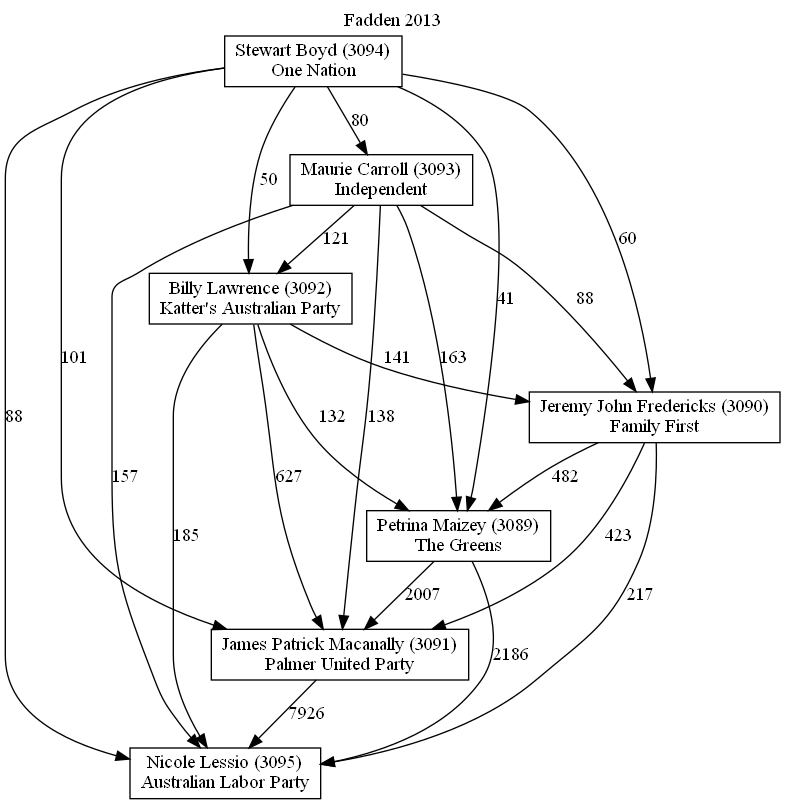 Fadden 2013
Stewart Boyd (3094)
One Nation
80
Maurie Carroll (3093)
Independent
50
121
60
Billy Lawrence (3092)
Katter's Australian Party
41
88
101
141
163
Jeremy John Fredericks (3090)
Family First
88
132
138
157
627
482
185
Petrina Maizey (3089)
The Greens
423
2007
217
James Patrick Macanally (3091)
Palmer United Party
2186
7926
Nicole Lessio (3095)
Australian Labor Party